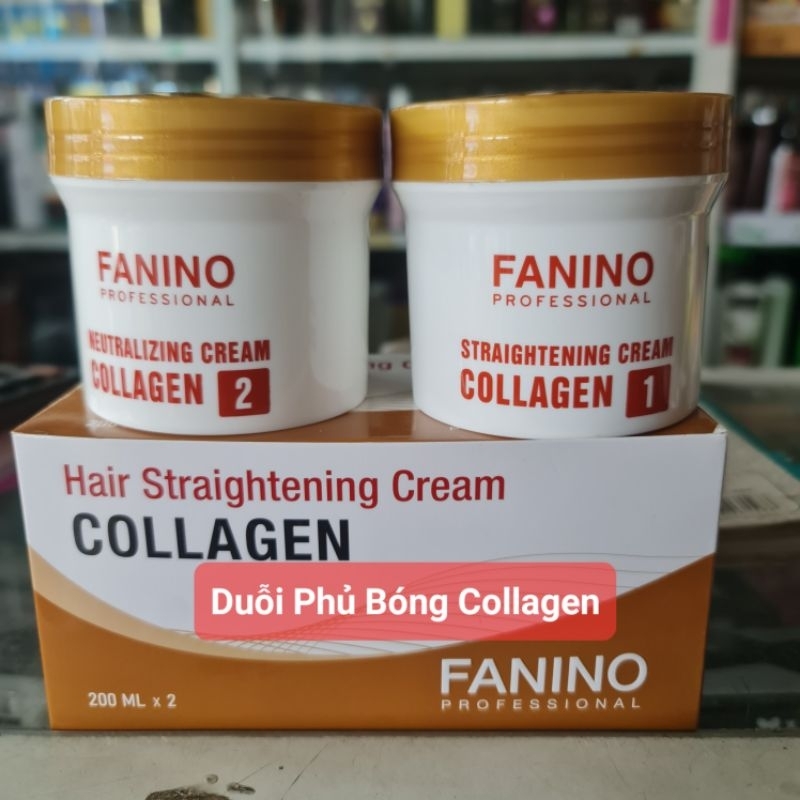 FANINO
PROFESSIONAL
NEUTRALIZING CREAM
COLLAGEN 2
FANINO
PROFESSIONAL
STRAIGHTENING CREAM
COLLAGEN 1
Hair Straightening Cream
COLLAGEN
Duỗi Phủ Bóng Collagen
200 ML x 2
FANINO
PROFESSIONAL